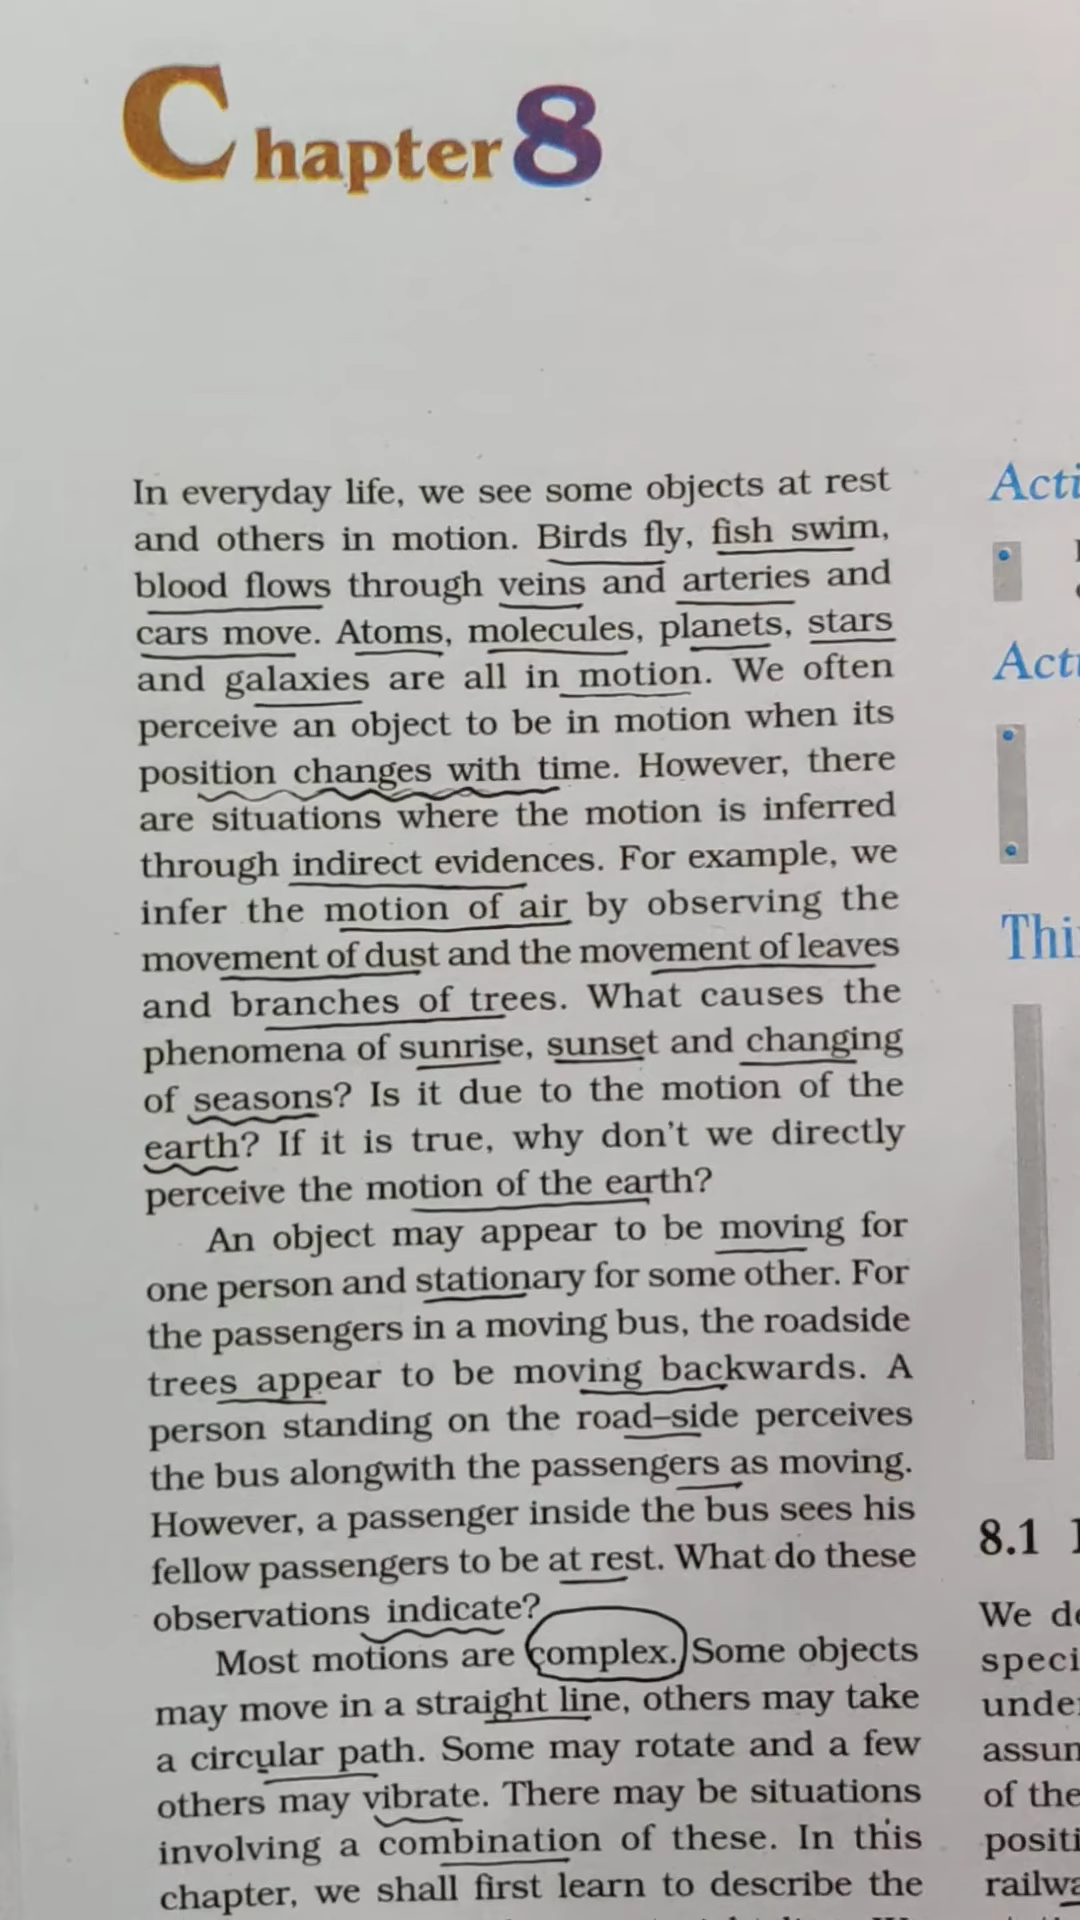 Chapter 8
In everyday life, we see some objects at rest
and others in motion. Birds fly, fish swim,
blood flows through veins and arteries and
cars move. Atoms, molecules, planets, stars
and galaxies are all in motion. We often
perceive an object to be in motion when its
position changes with time. However, there
are situations where the motion is inferred
through indirect evidences. For example, we
infer the motion of air by observing the
movement of dust and the movement of leaves
and branches of trees. What causes the
phenomena of sunrise, sunset and changing
of seasons? Is it due to the motion of the
earth? If it is true, why don't we directly
perceive the motion of the earth?
An object may appear to be moving for
one person and stationary for some other. For
the passengers in a moving bus, the roadside
trees appear to be moving backwards. A
person standing on the road–side perceives
the bus alongwith the passengers as moving.
However, a passenger inside the bus sees his
fellow passengers to be at rest. What do these
observations indicate?
Most motions are complex. Some objects
may move in a straight line, others may take
a circular path. Some may rotate and a few
others may vibrate. There may be situations
involving a combination of these. In this
chapter, we shall first learn to describe the
8.1
We
of the